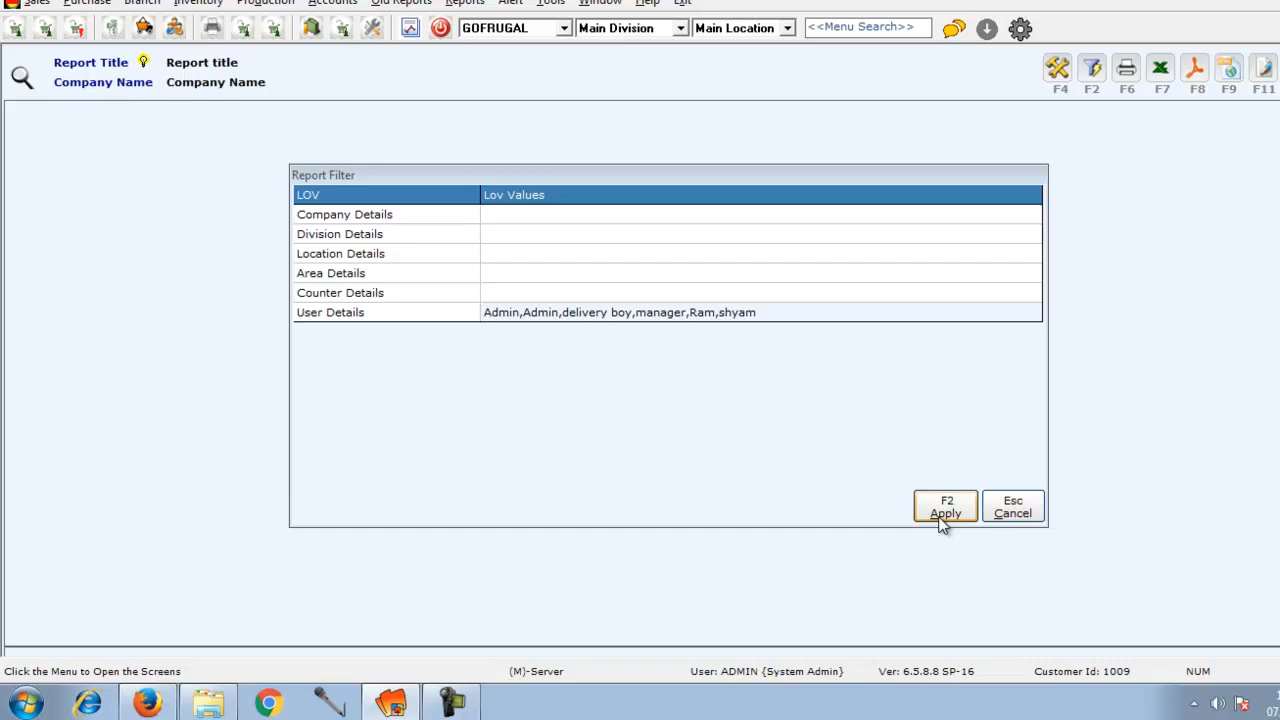 Sales Purchase Branch Inventory Production Accounts Old Reports Reports Alert Tools Window Help Exit
GOFRUGAL Main Division Main Location <<Menu Search>>
Report Title Report title
Company Name Company Name
F4 F2 F6 F7 F8 F9 F11
Report Filter
LOV Lov Values
Company Details
Division Details
Location Details
Area Details
Counter Details
User Details Admin,Admin,delivery boy,manager,Ram,shyam
F2 Esc
Apply Cancel
Click the Menu to Open the Screens {M}-Server User: ADMIN {System Admin} Ver: 6.5.8.8 SP-16 Customer Id: 1009 NUM